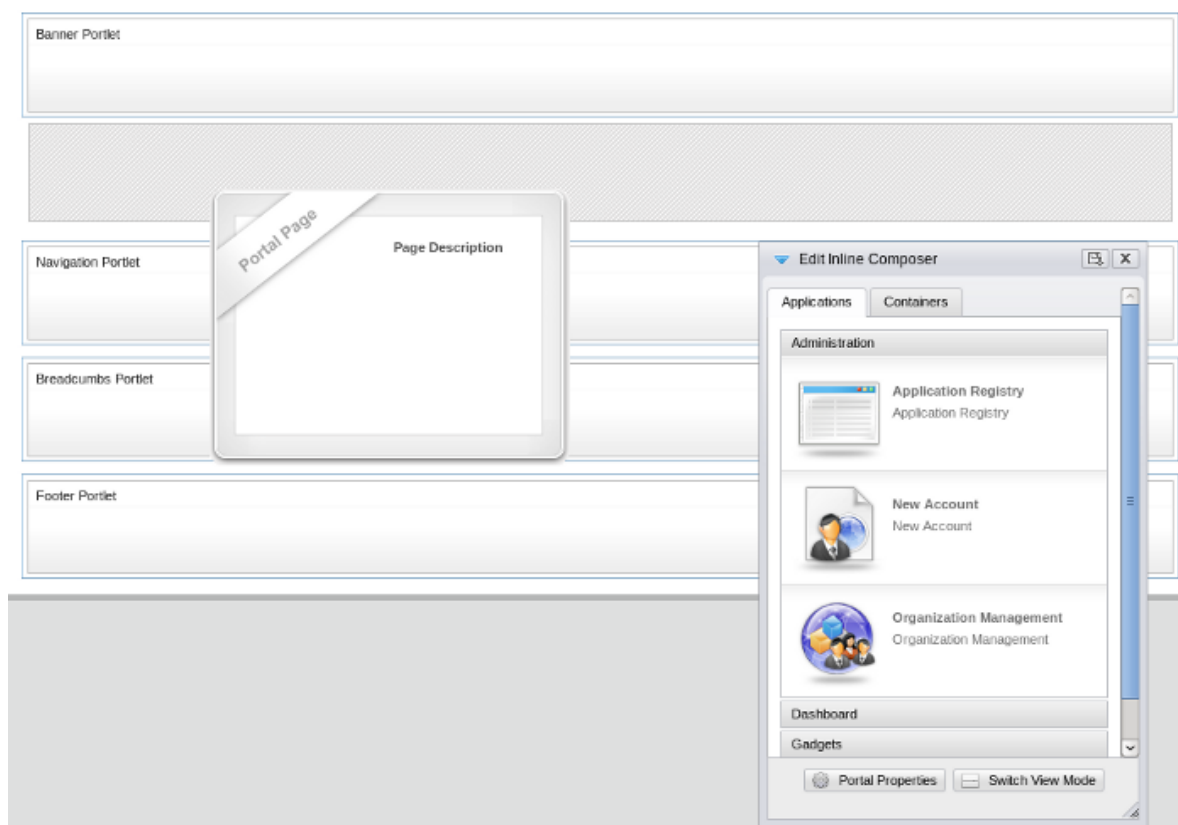 Banner Portlet
Portal Page
Page Description
Navigation Portlet
Breadcumbs Portlet
Footer Portlet
Edit Inline Composer
Applications
Containers
Administration
Application Registry
Application Registry
New Account
New Account
Organization Management
Organization Management
Dashboard
Gadgets
Portal Properties
Switch View Mode